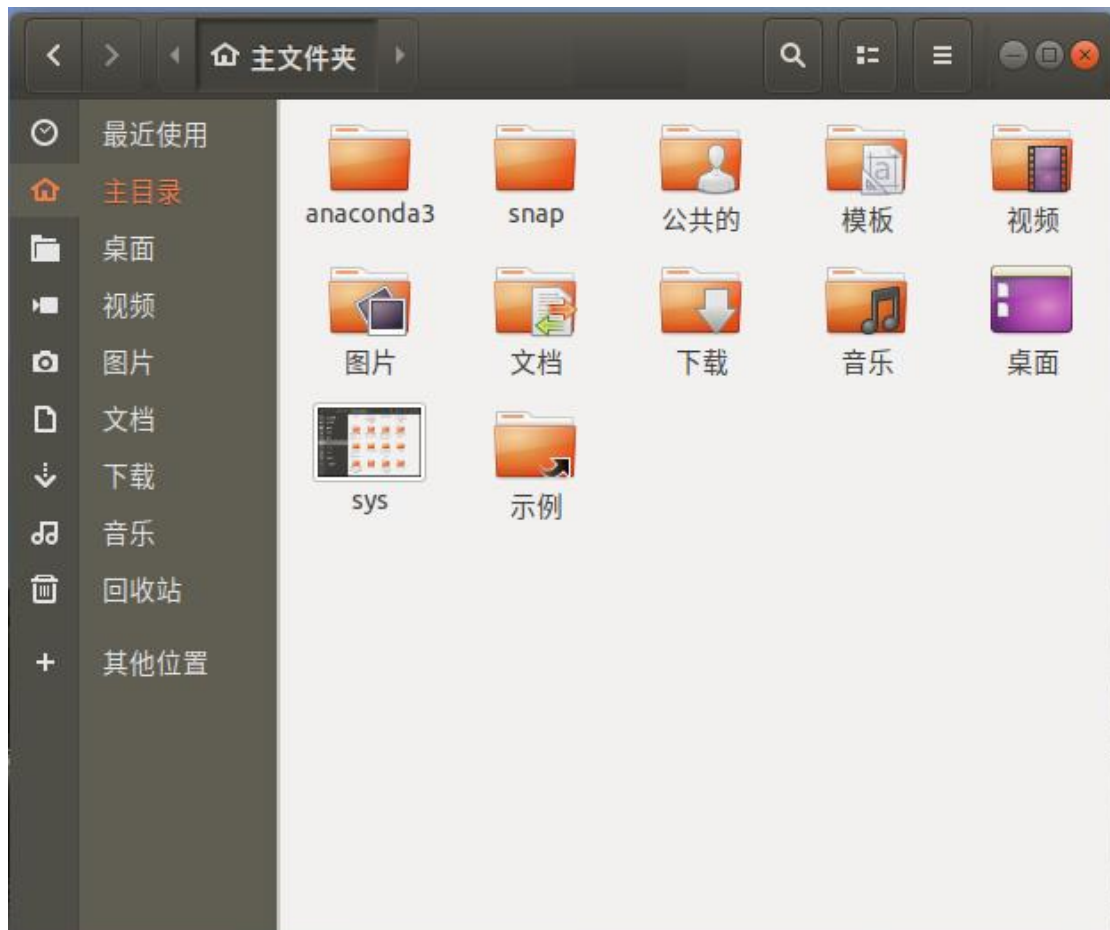 主文件夹
最近使用
主目录
桌面
视频
图片
文档
下载
音乐
回收站
其他位置
anaconda3 snap 公共的 模板 视频
图片 文档 下载 音乐 桌面
sys 示例